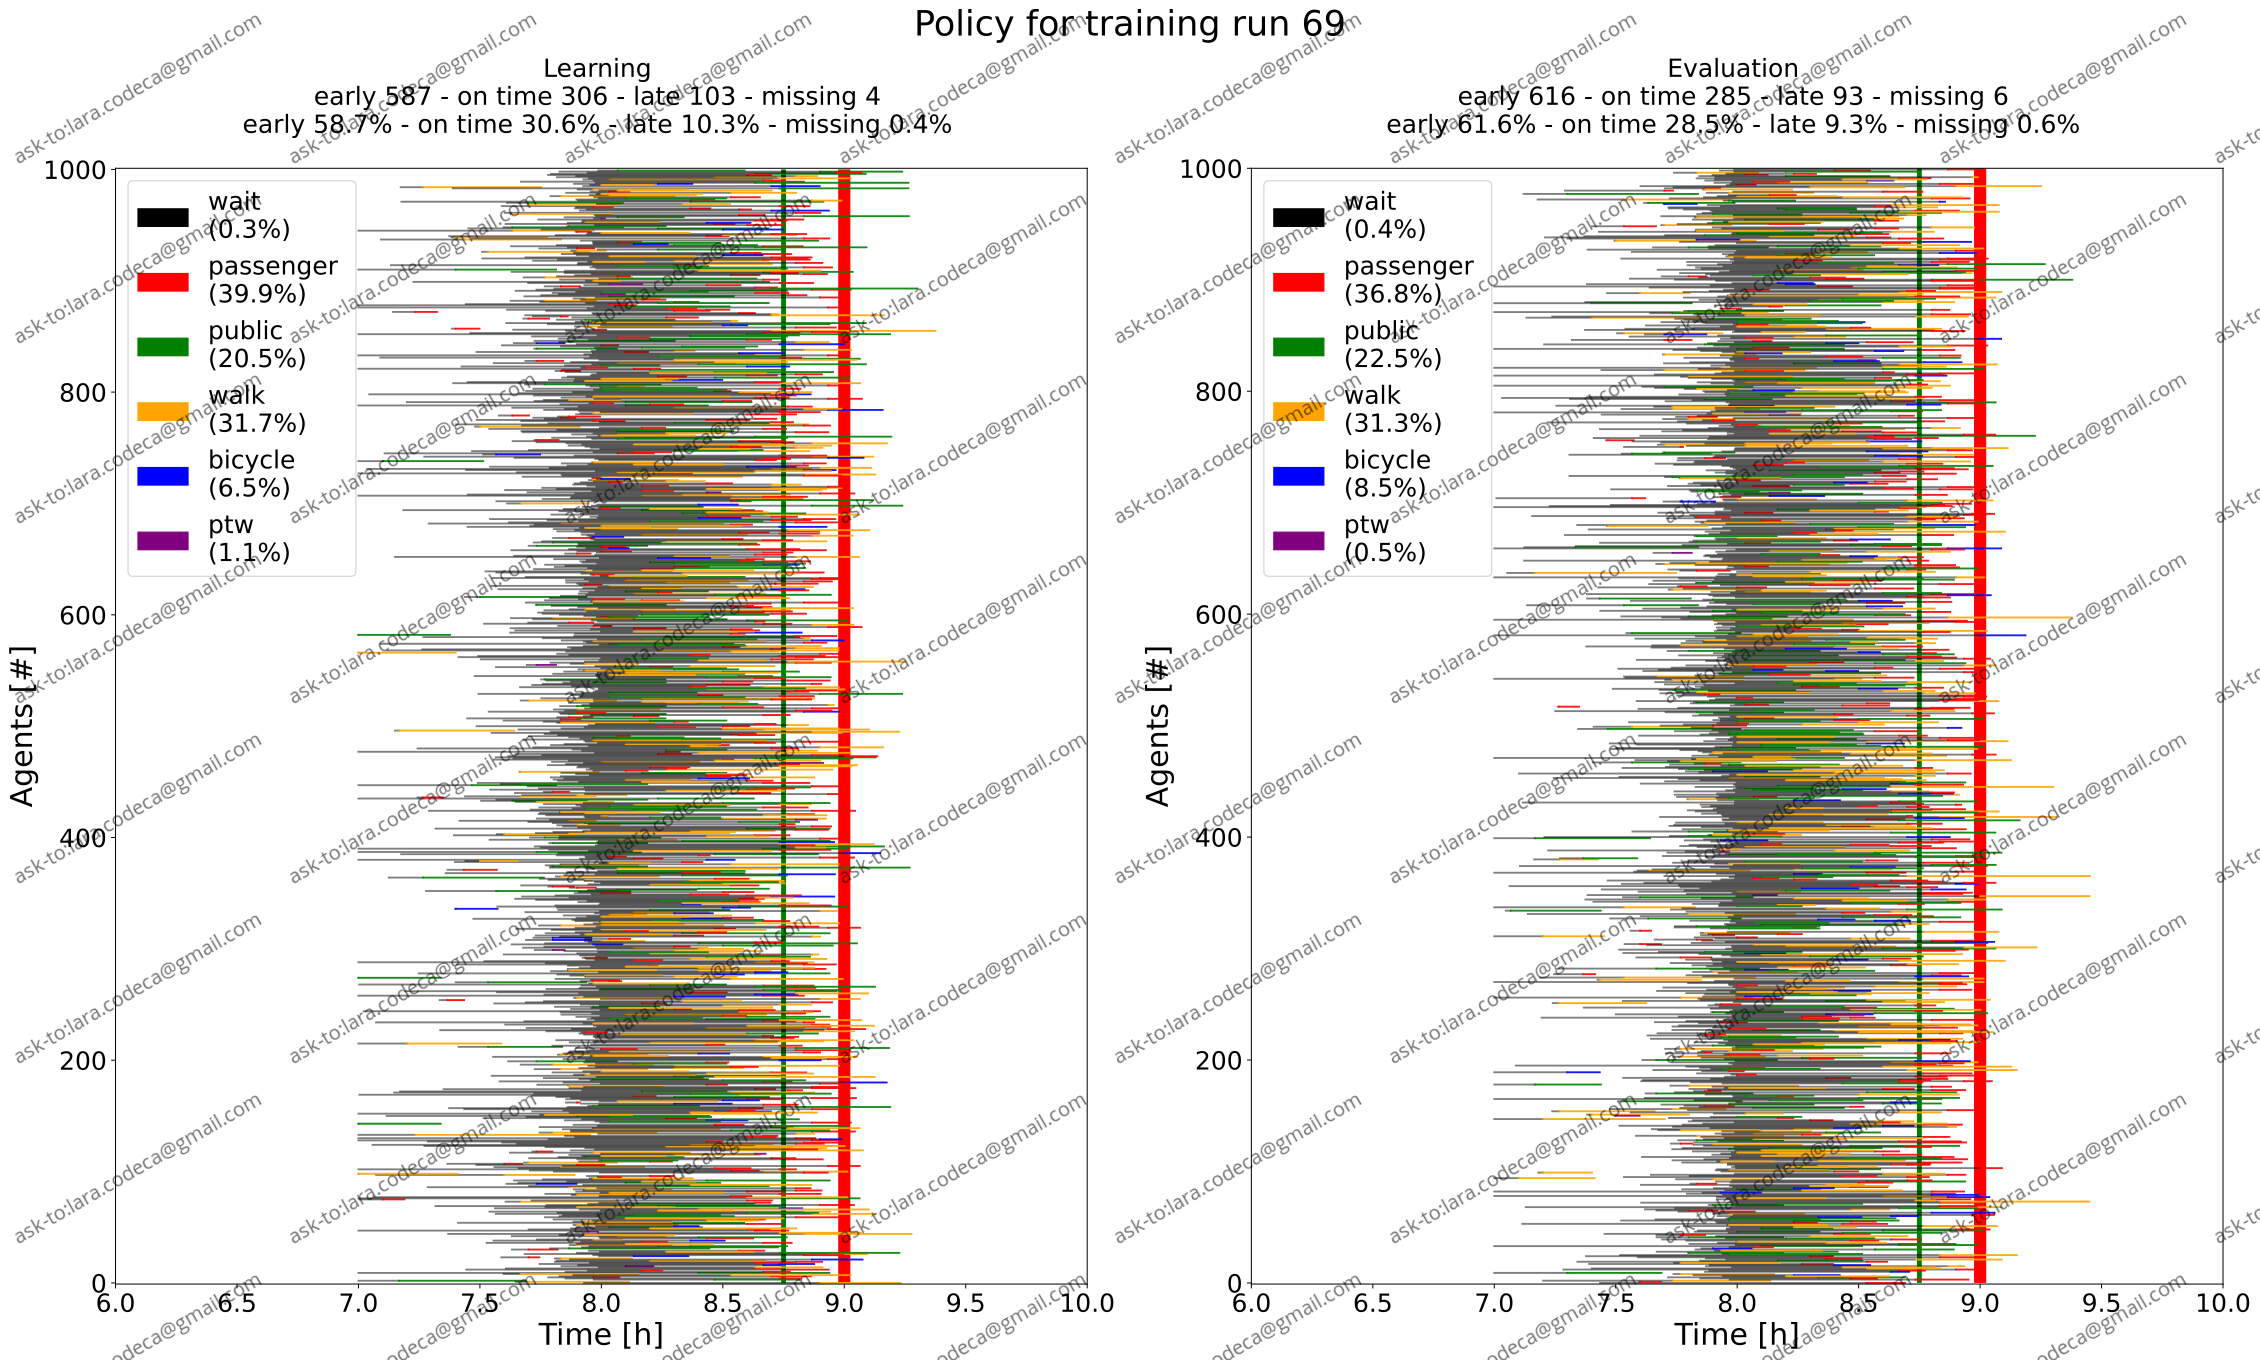 Policy for training run 69
Learning
early 587 - on time 306 - late 103 - missing 4
early 58.7% - on time 30.6% - late 10.3% - missing 0.4%
Agents [#]
1000
800
600
400
200
0
wait
(0.3%)
passenger
(39.9%)
public
(20.5%)
walk
(31.7%)
bicycle
(6.5%)
ptw
(1.1%)
6.0 6.5 7.0 7.5 8.0 8.5 9.0 9.5 10.0
Time [h]
Evaluation
early 616 - on time 285 - late 93 - missing 6
early 61.6% - on time 28.5% - late 9.3% - missing 0.6%
Agents [#]
1000
800
600
400
200
0
wait
(0.4%)
passenger
(36.8%)
public
(22.5%)
walk
(31.3%)
bicycle
(8.5%)
ptw
(0.5%)
6.0 6.5 7.0 7.5 8.0 8.5 9.0 9.5 10.0
Time [h]
ask-to:lara.codeca@gmail.com